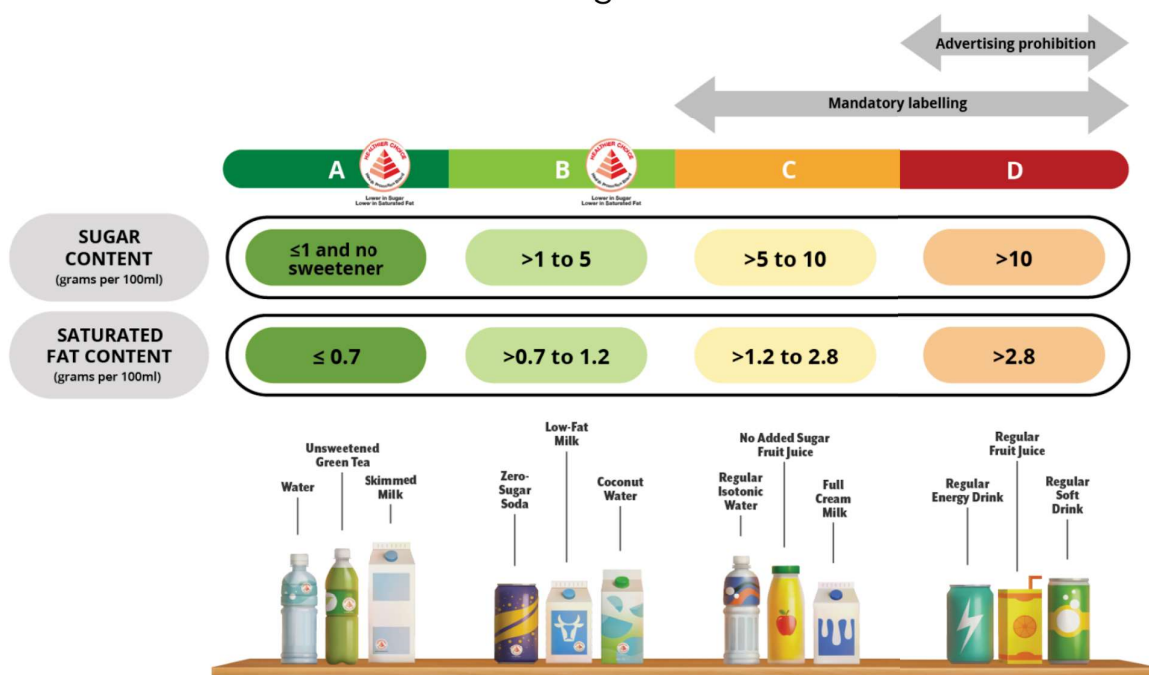 Advertising prohibition
Mandatory labelling
A
HEALTHIER CHOICE
Lower in Sugar
Lower in Saturated Fat
B
HEALTHIER CHOICE
Lower in Sugar
Lower in Saturated Fat
C
D
SUGAR
CONTENT
(grams per 100ml)
≤1 and no
sweetener
>1 to 5
>5 to 10
>10
SATURATED
FAT CONTENT
(grams per 100ml)
≤ 0.7
>0.7 to 1.2
>1.2 to 2.8
>2.8
Water
Unsweetened
Green Tea
Skimmed
Milk
Zero-
Sugar
Soda
Low-Fat
Milk
Coconut
Water
Regular
Isotonic
Water
No Added Sugar
Fruit Juice
Full
Cream
Milk
Regular
Energy Drink
Regular
Fruit Juice
Regular
Soft
Drink